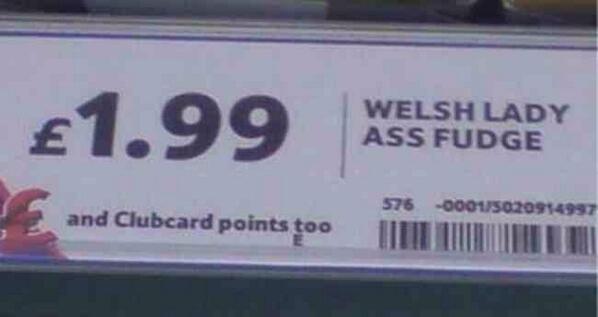 £1.99
WELSH LADY
ASS FUDGE
576 -0001/5020914997
and Clubcard points too
E
£